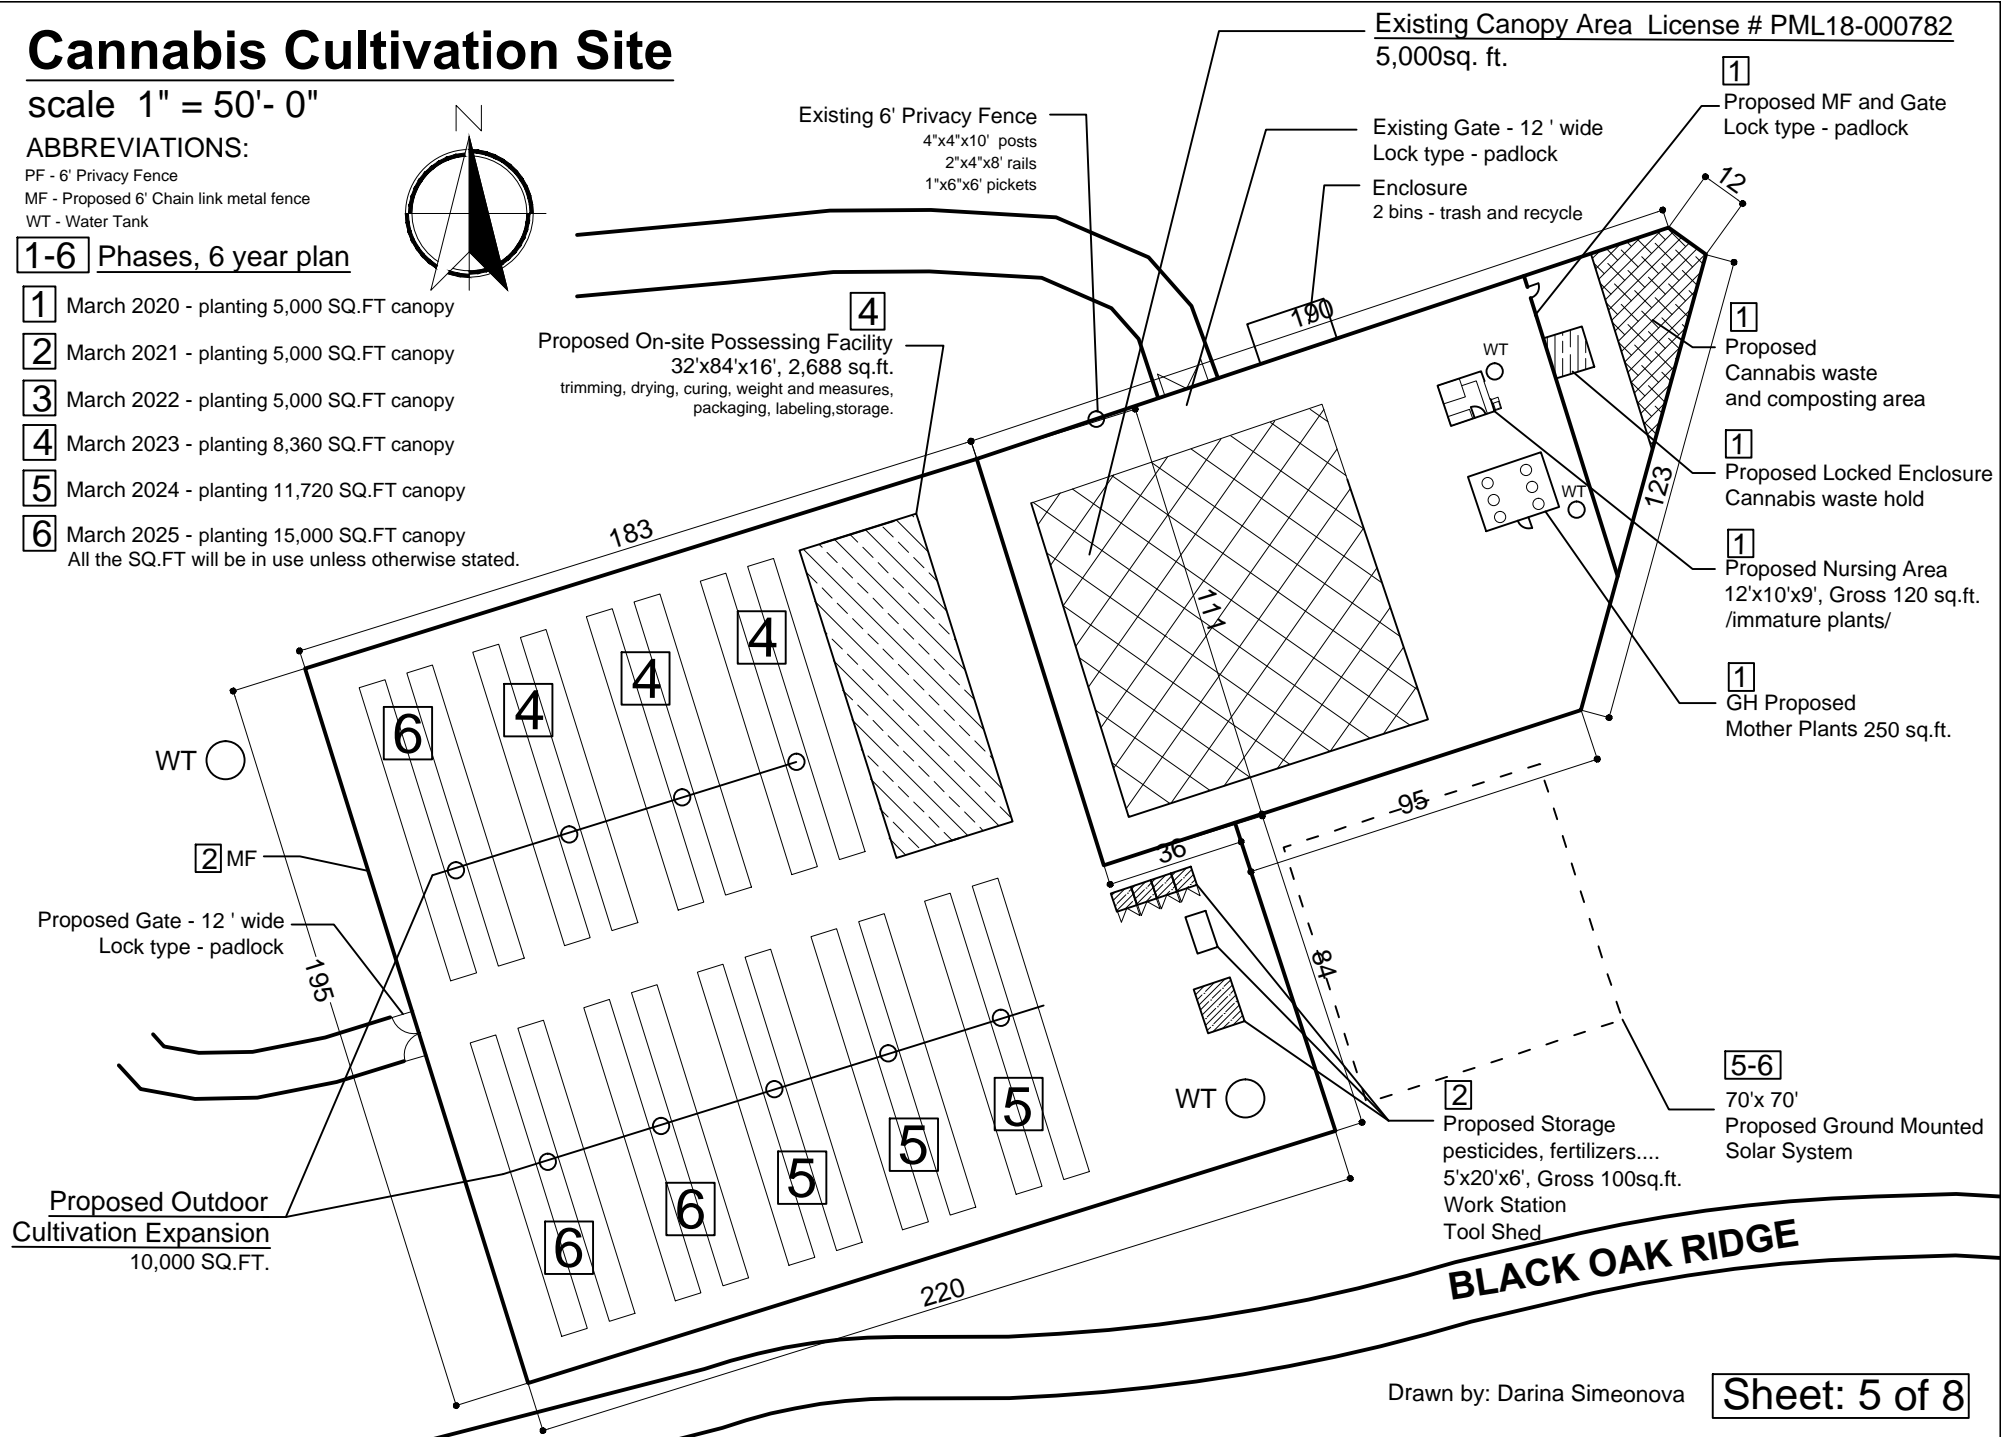 Cannabis Cultivation Site
scale 1" = 50'- 0"
ABBREVIATIONS:
PF - 6' Privacy Fence
MF - Proposed 6' Chain link metal fence
WT - Water Tank
1-6 Phases, 6 year plan
1 March 2020 - planting 5,000 SQ.FT canopy
2 March 2021 - planting 5,000 SQ.FT canopy
3 March 2022 - planting 5,000 SQ.FT canopy
4 March 2023 - planting 8,360 SQ.FT canopy
5 March 2024 - planting 11,720 SQ.FT canopy
6 March 2025 - planting 15,000 SQ.FT canopy
All the SQ.FT will be in use unless otherwise stated.
N
Existing Canopy Area License # PML18-000782
5,000sq. ft.
Existing 6' Privacy Fence
4"x4"x10' posts
2"x4"x8' rails
1"x6"x6' pickets
Existing Gate - 12 ' wide
Lock type - padlock
Enclosure
2 bins - trash and recycle
1
Proposed MF and Gate
Lock type - padlock
12
190
4
Proposed On-site Possessing Facility
32'x84'x16', 2,688 sq.ft.
trimming, drying, curing, weight and measures,
packaging, labeling,storage.
1
Proposed
Cannabis waste
and composting area
WT
WT
123
1
Proposed Locked Enclosure
Cannabis waste hold
1
Proposed Nursing Area
12'x10'x9', Gross 120 sq.ft.
/immature plants/
1
GH Proposed
Mother Plants 250 sq.ft.
183
111
4
4
4
6
WT
95
36
2 MF
Proposed Gate - 12 ' wide
Lock type - padlock
195
84
WT
5
5
5
6
6
5-6
70'x 70'
Proposed Ground Mounted
Solar System
2
Proposed Storage
pesticides, fertilizers....
5'x20'x6', Gross 100sq.ft.
Work Station
Tool Shed
Proposed Outdoor
Cultivation Expansion
10,000 SQ.FT.
220
BLACK OAK RIDGE
Drawn by: Darina Simeonova
Sheet: 5 of 8